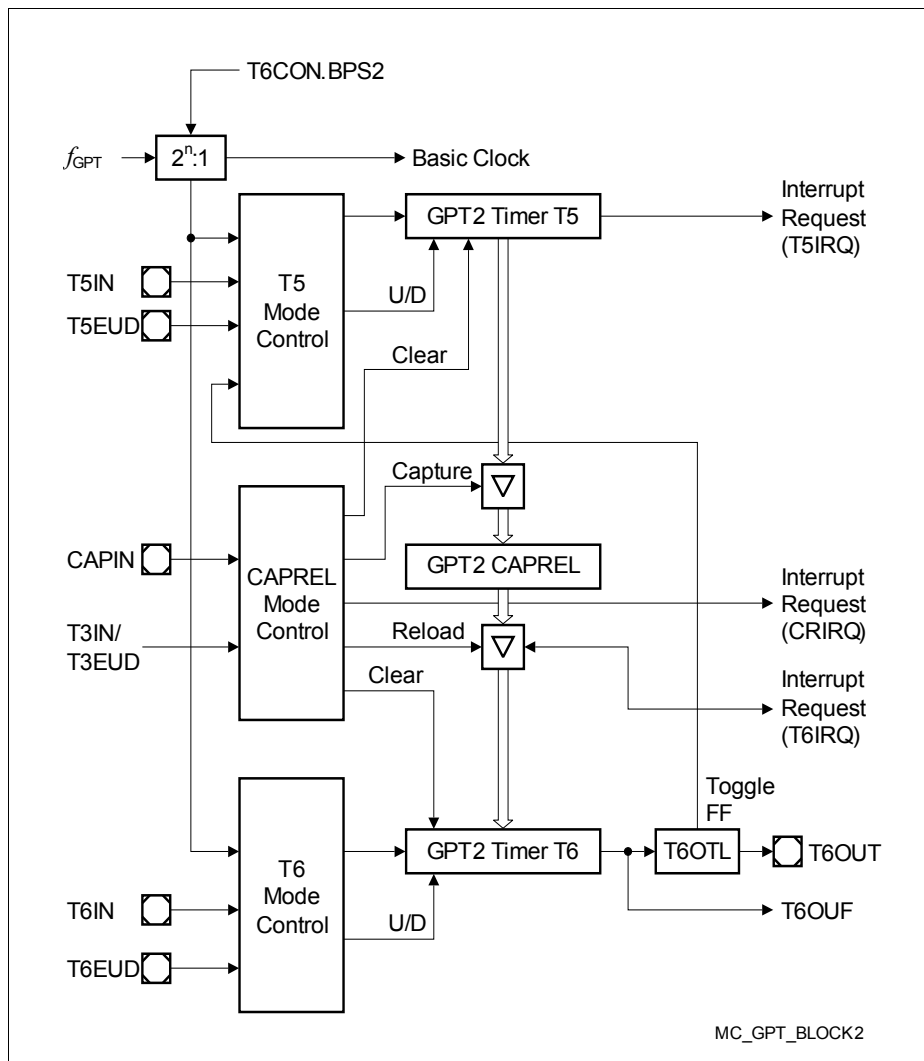 T6CON.BPS2
fGPT
2ⁿ:1
Basic Clock
GPT2 Timer T5
Interrupt
Request
(T5IRQ)
T5IN
T5EUD
T5
Mode
Control
U/D
Clear
Capture
CAPIN
T3IN/
T3EUD
CAPREL
Mode
Control
GPT2 CAPREL
Interrupt
Request
(CRIRQ)
Reload
Clear
Interrupt
Request
(T6IRQ)
Toggle
FF
GPT2 Timer T6
T6OTL
T6OUT
T6
Mode
Control
T6IN
T6EUD
U/D
T6OUF
MC_GPT_BLOCK2